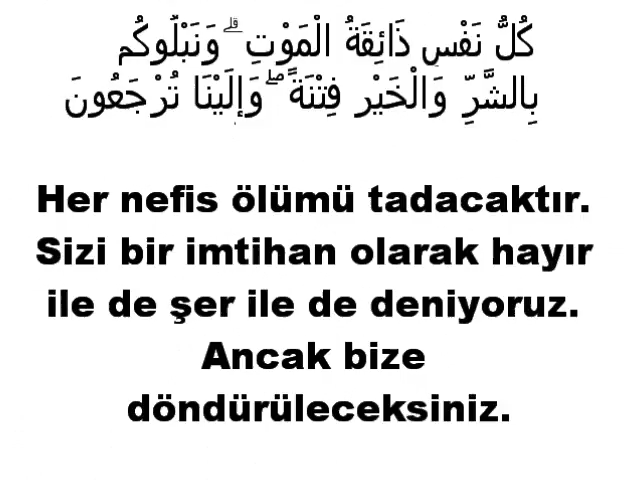 كُلُّ نَفْسٍ ذَائِقَةُ الْمَوْتِ ۗ وَنَبْلُوكُم
بِالشَّرِّ وَالْخَيْرِ فِتْنَةً ۖ وَإِلَيْنَا تُرْجَعُونَ
Her nefis ölümü tadacaktır.
Sizi bir imtihan olarak hayır
ile de şer ile de deniyoruz.
Ancak bize
döndürüleceksiniz.